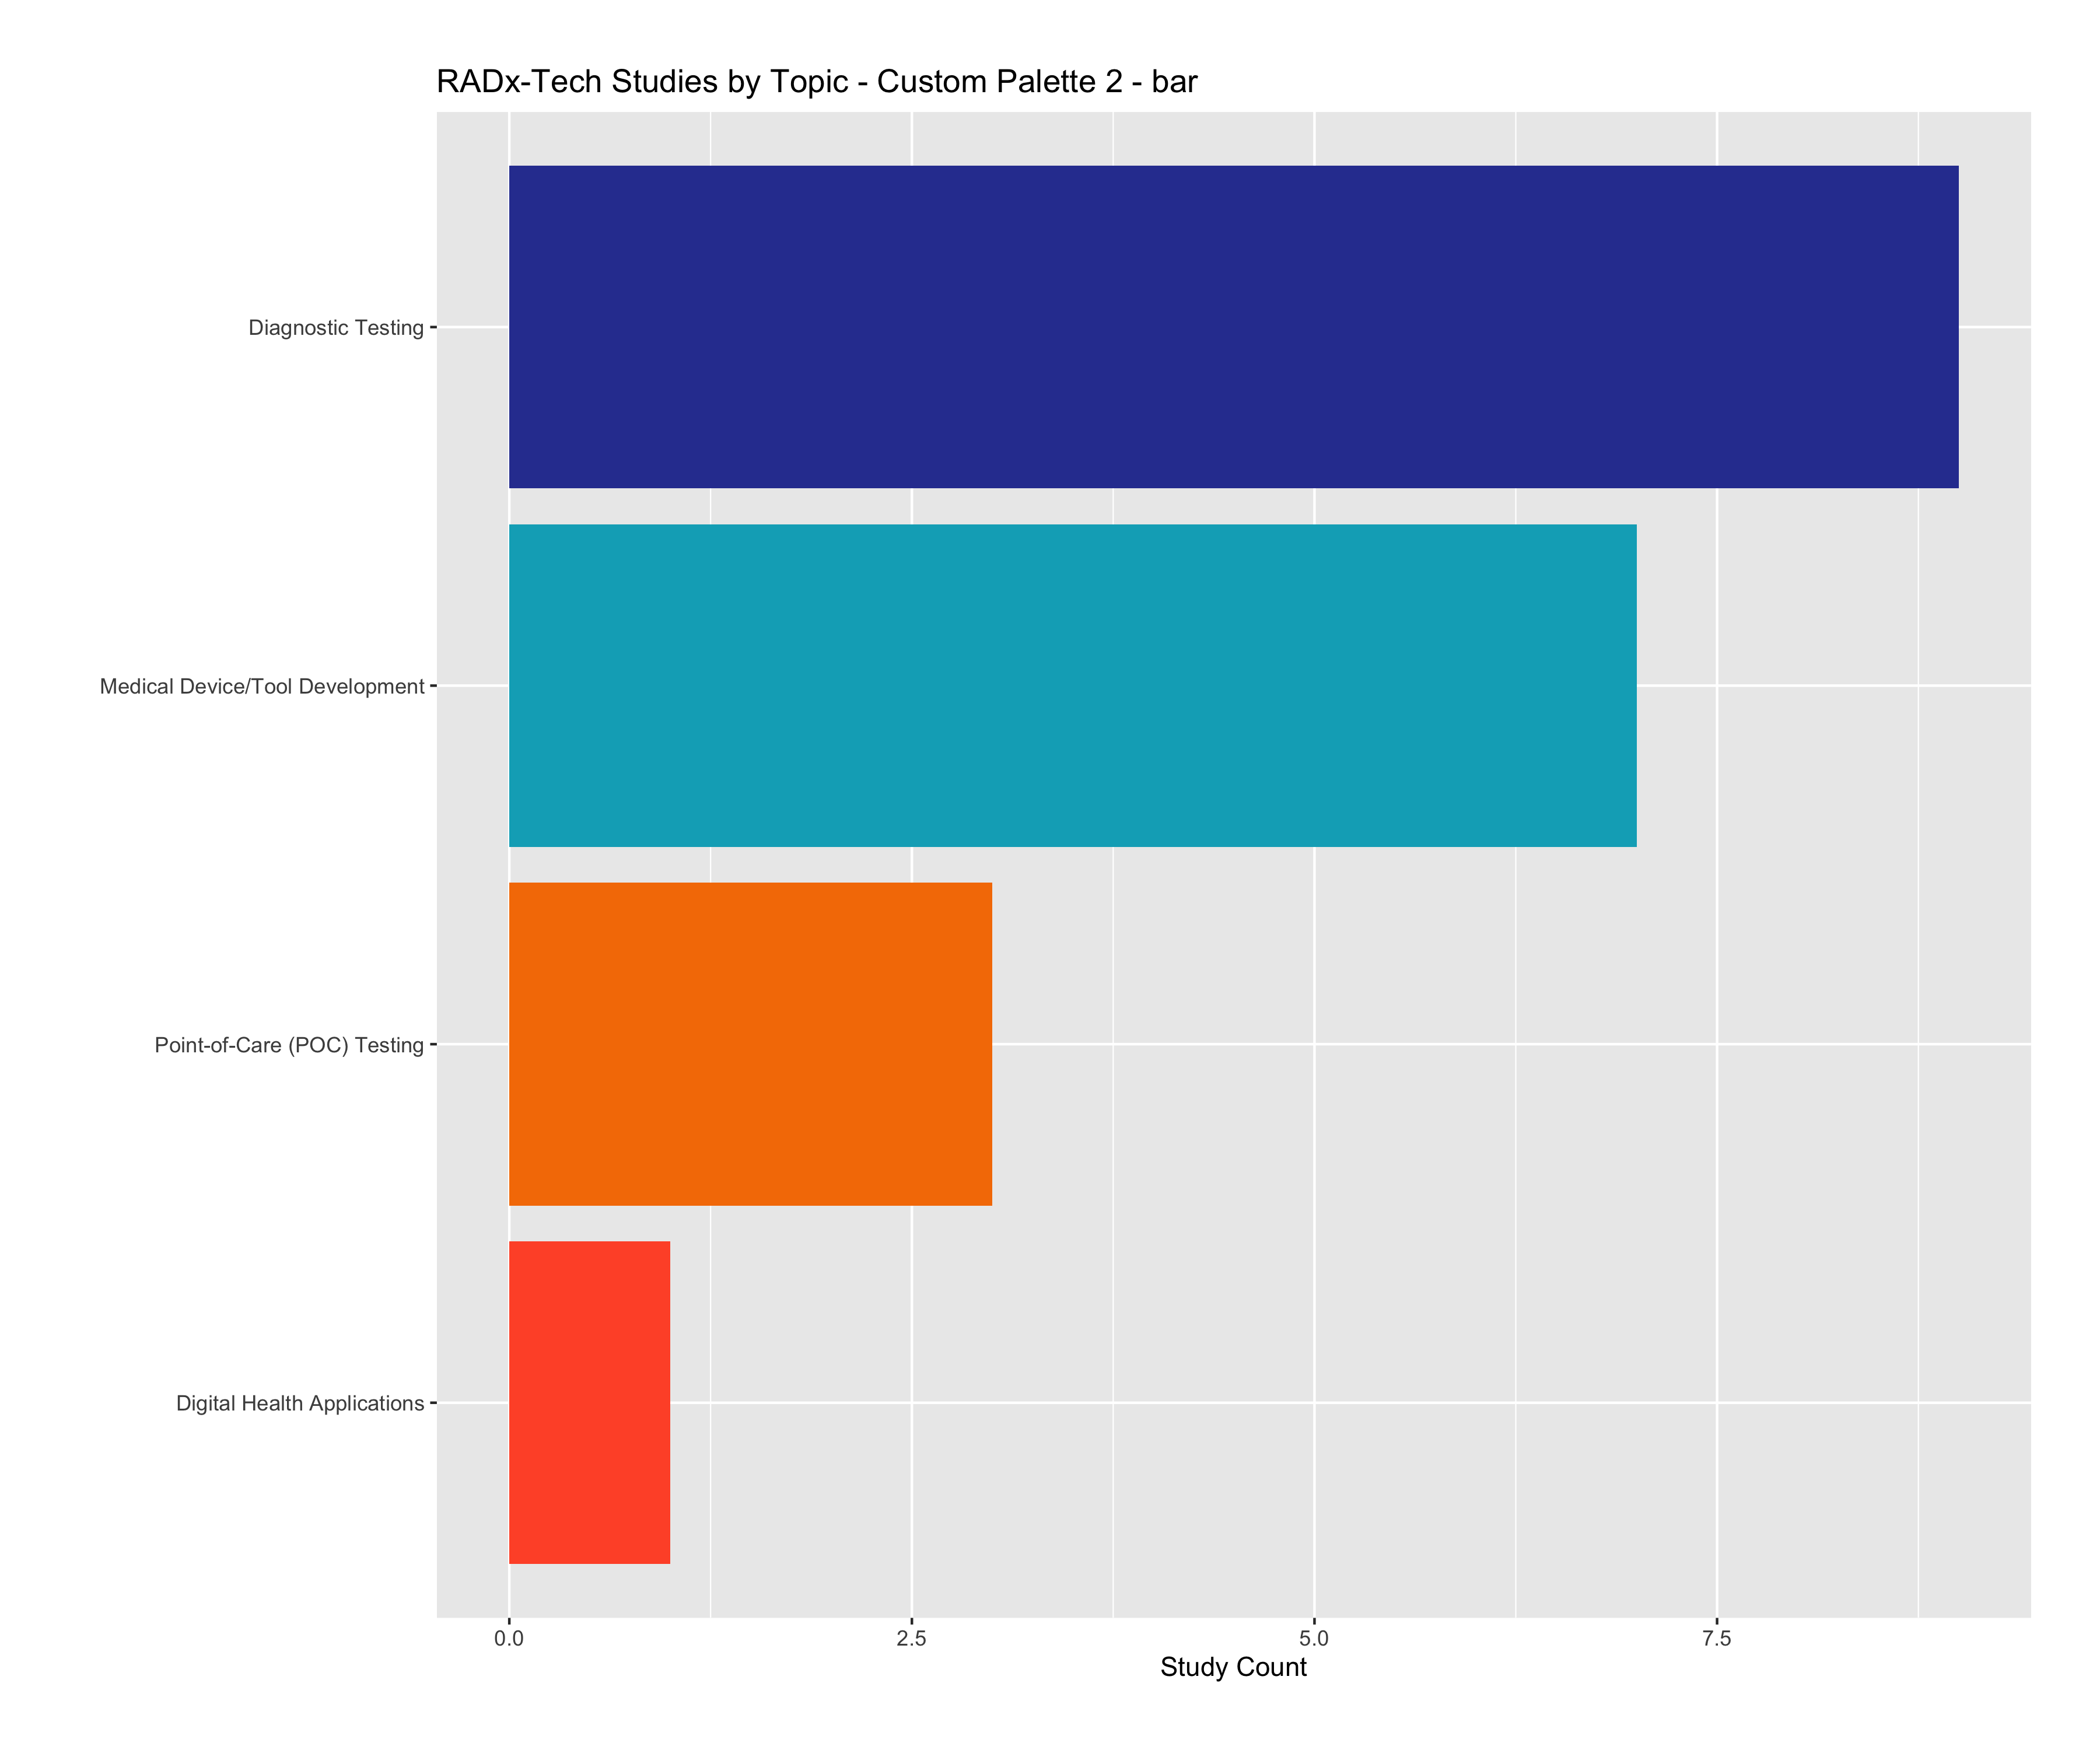 RADx-Tech Studies by Topic - Custom Palette 2 - bar
Diagnostic Testing
Medical Device/Tool Development
Point-of-Care (POC) Testing
Digital Health Applications
0.0 2.5 5.0 7.5
Study Count